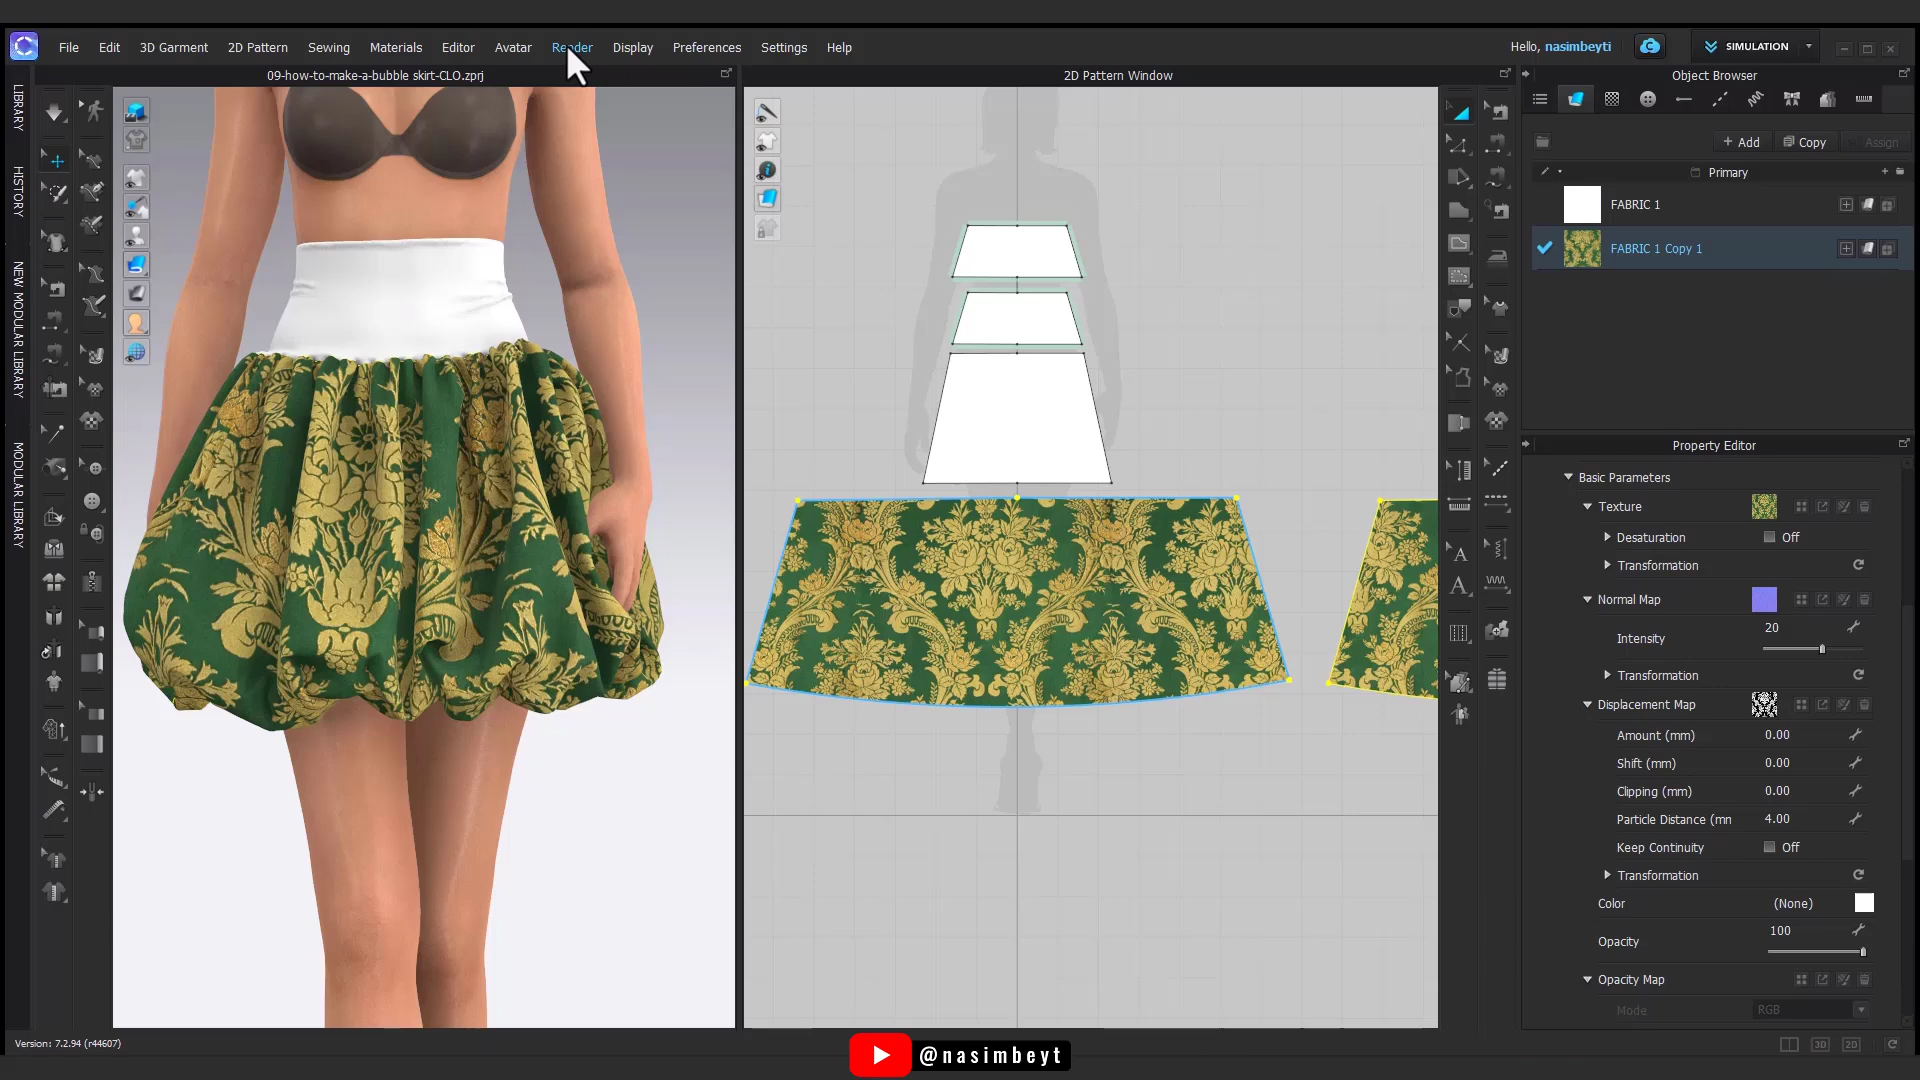 File Edit 3D Garment 2D Pattern Sewing Materials Editor Avatar Render Display Preferences Settings Help
Hello, nasimbeyti
SIMULATION
09-how-to-make-a-bubble skirt-CLO.zprj
2D Pattern Window
Object Browser
LIBRARY
HISTORY
NEW MODULAR LIBRARY
MODULAR LIBRARY
+ Add
Copy
Assign
Primary
FABRIC 1
FABRIC 1 Copy 1
Property Editor
Basic Parameters
Texture
Desaturation Off
Transformation
Normal Map
20
Intensity
Transformation
Displacement Map
Amount (mm) 0.00
Shift (mm) 0.00
Clipping (mm) 0.00
Particle Distance (mn 4.00
Keep Continuity Off
Transformation
Color (None)
100
Opacity
Opacity Map
Mode RGB
Version: 7.2.94 (r44607)
3D 2D
@nasimbeyt